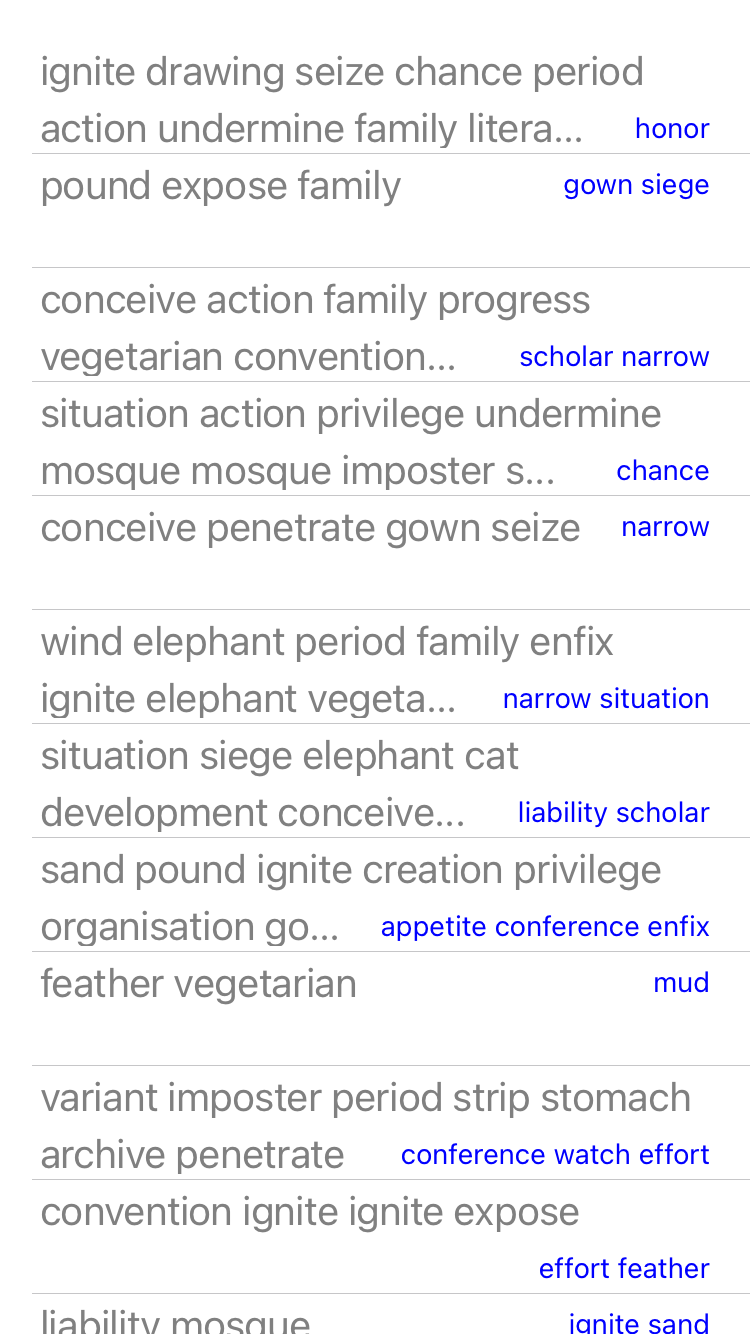 ignite drawing seize chance period
action undermine family litera... honor
pound expose family gown siege
conceive action family progress
vegetarian convention... scholar narrow
situation action privilege undermine
mosque mosque imposter s... chance
conceive penetrate gown seize narrow
wind elephant period family enfix
ignite elephant vegeta... narrow situation
situation siege elephant cat
development conceive... liability scholar
sand pound ignite creation privilege
organisation go... appetite conference enfix
feather vegetarian mud
variant imposter period strip stomach
archive penetrate conference watch effort
convention ignite ignite expose
effort feather
liability mosque ignite sand